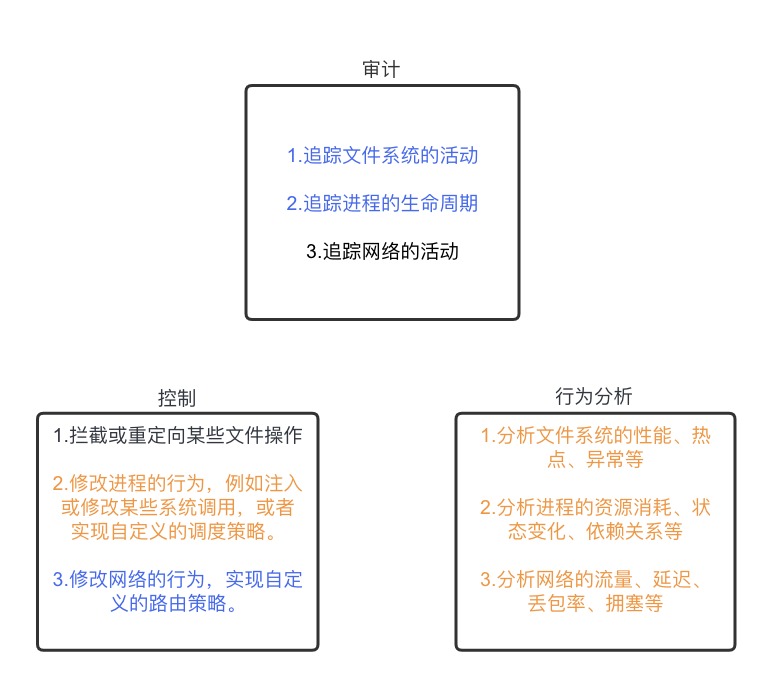 审计
1.追踪文件系统的活动
2.追踪进程的生命周期
3.追踪网络的活动
控制
1.拦截或重定向某些文件操作
2.修改进程的行为，例如注入
或修改某些系统调用，或者
实现自定义的调度策略。
3.修改网络的行为，实现自定
义的路由策略。
行为分析
1.分析文件系统的性能、热
点、异常等
2.分析进程的资源消耗、状
态变化、依赖关系等
3.分析网络的流量、延迟、
丢包率、拥塞等